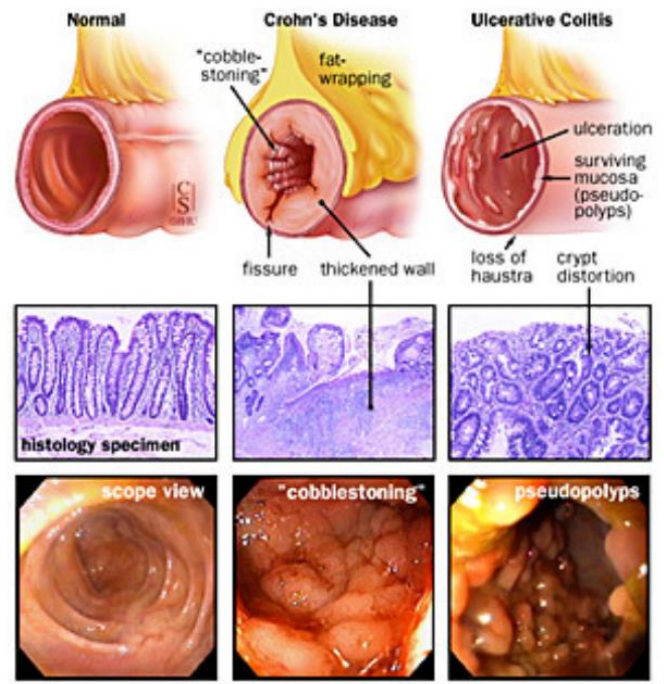 Normal
Crohn's Disease
Ulcerative Colitis
"cobble-
stoning"
fat-
wrapping
ulceration
surviving
mucosa
(pseudo-
polyps)
C
S
fissure
thickened wall
loss of
haustra
crypt
distortion
histology specimen
scope view
"cobblestoning"
pseudopolyps